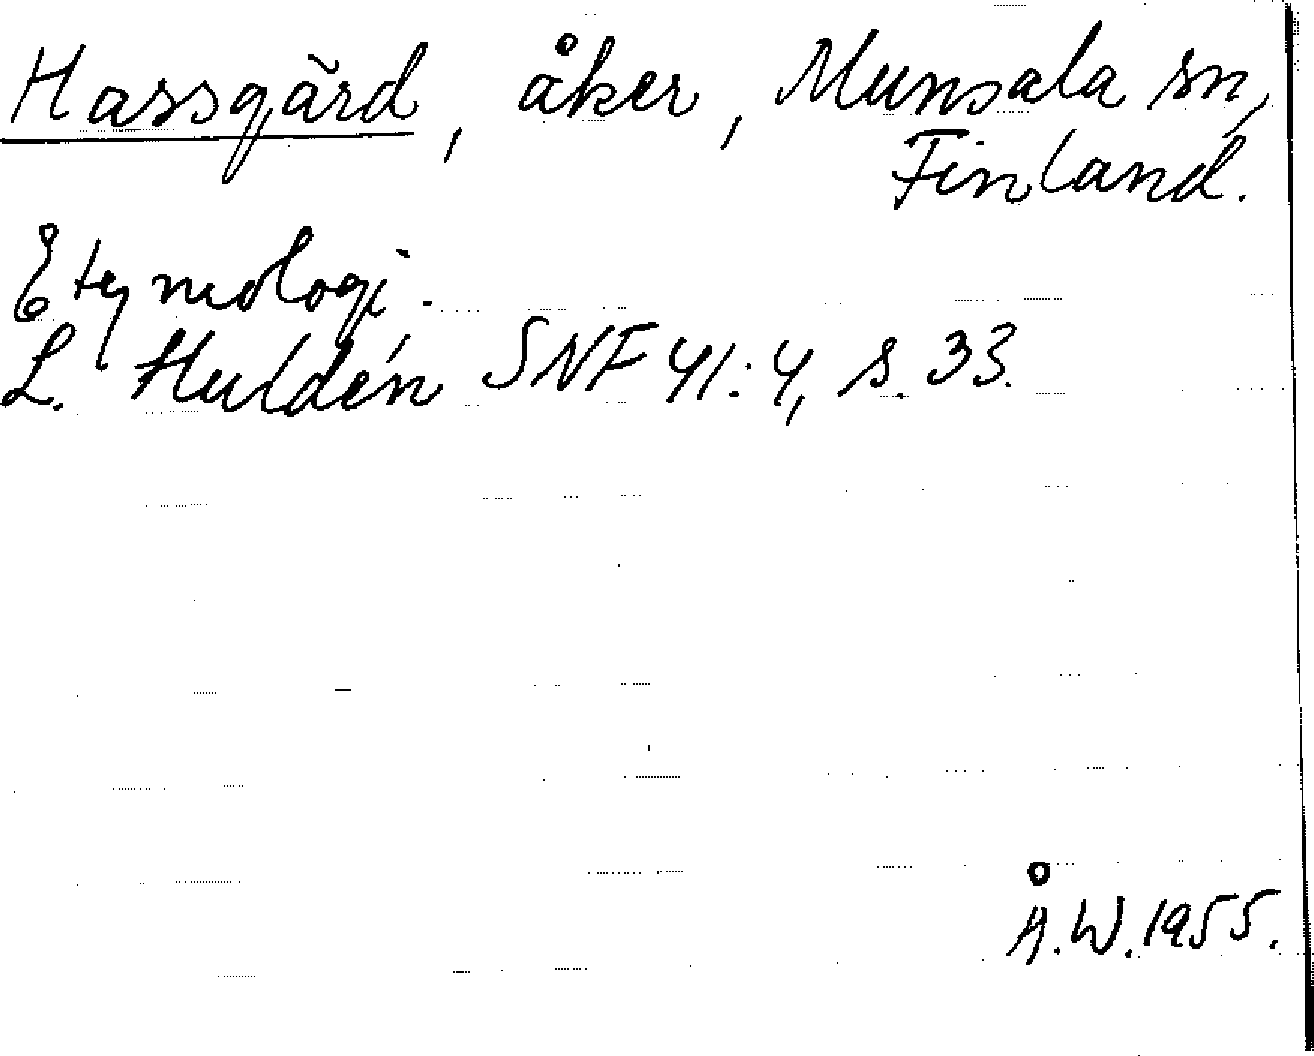 Hassgård, åker, Munsala sn,
Finland.
Etymologi.
L. Huldén SNF 41:4, s. 33.
Å.W. 1955.